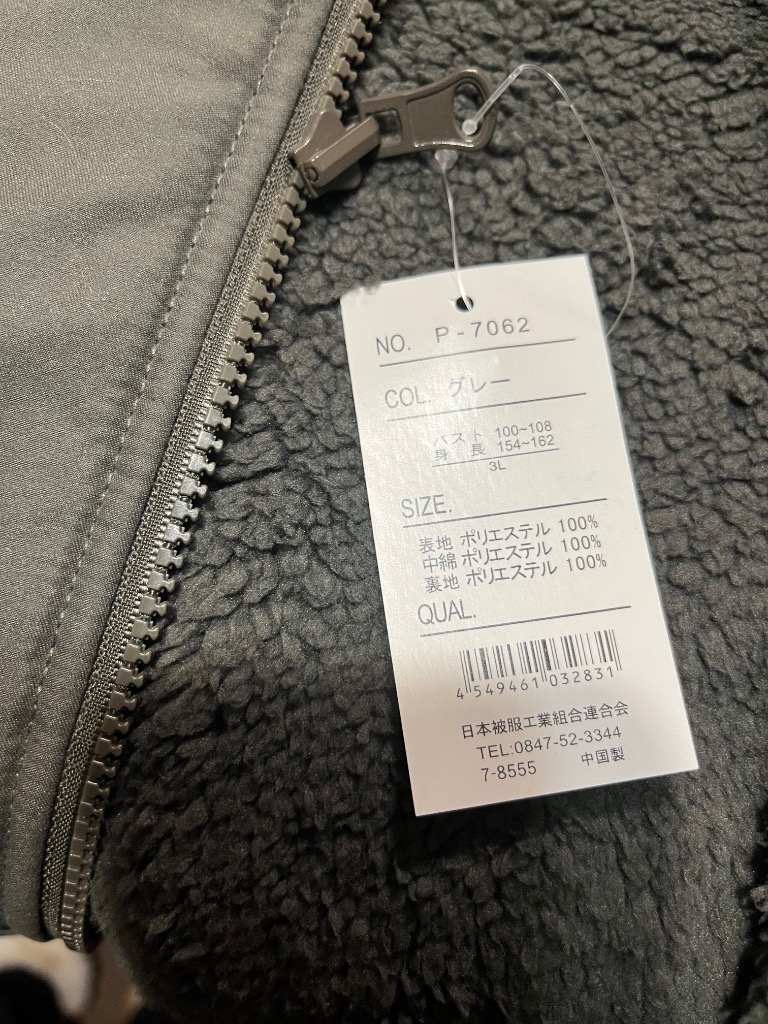 NO. P-7062
COL. グレー
バスト 100~108
身 長 154~162
3L
SIZE.
表地 ポリエステル 100%
中綿 ポリエステル 100%
裏地 ポリエステル 100%
QUAL.
4 549461 032831
日本被服工業組合連合会
TEL:0847-52-3344
7-8555 中国製